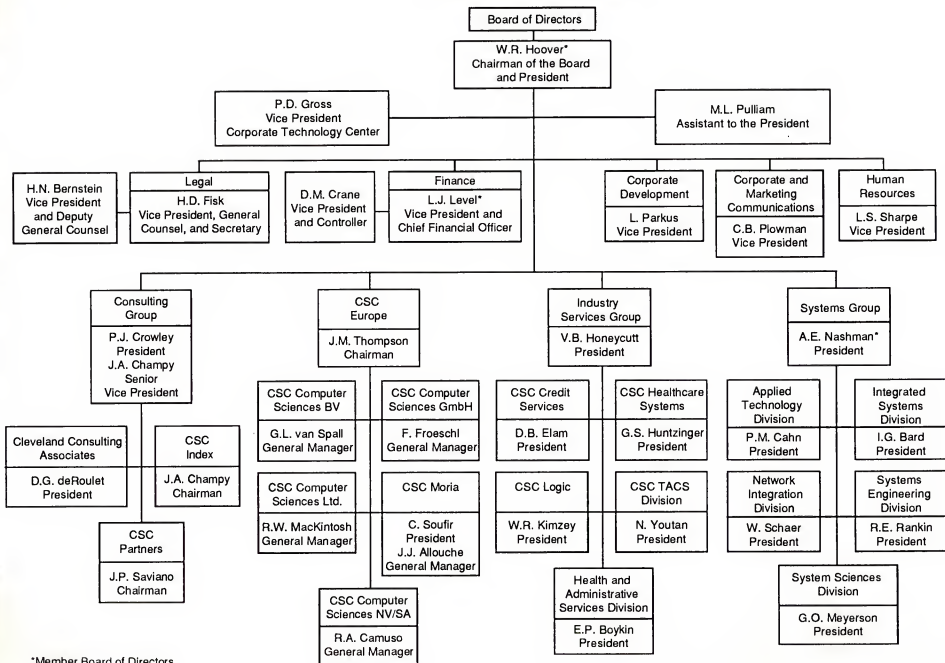 Board of Directors
W.R. Hoover*
Chairman of the Board
and President
P.D. Gross
Vice President
Corporate Technology Center
M.L. Pulliam
Assistant to the President
H.N. Bernstein
Vice President
and Deputy
General Counsel
Legal
H.D. Fisk
Vice President, General
Counsel, and Secretary
D.M. Crane
Vice President
and Controller
Finance
L.J. Level*
Vice President and
Chief Financial Officer
Corporate
Development
L. Parkus
Vice President
Corporate and
Marketing
Communications
C.B. Plowman
Vice President
Human
Resources
L.S. Sharpe
Vice President
Consulting
Group
P.J. Crowley
President
J.A. Champy
Senior
Vice President
CSC
Europe
J.M. Thompson
Chairman
Industry
Services Group
V.B. Honeycutt
President
Systems Group
A.E. Nashman*
President
Cleveland Consulting
Associates
D.G. deRoulet
President
CSC
Index
J.A. Champy
Chairman
CSC
Partners
J.P. Saviano
Chairman
CSC Computer
Sciences BV
G.L. van Spall
General Manager
CSC Computer
Sciences GmbH
F. Froeschl
General Manager
CSC Computer
Sciences Ltd.
R.W. MacKintosh
General Manager
CSC Moria
C. Soufir
President
J.J. Allouche
General Manager
CSC Computer
Sciences NV/SA
R.A. Camuso
General Manager
CSC Credit
Services
D.B. Elam
President
CSC Healthcare
Systems
G.S. Huntzinger
President
CSC Logic
W.R. Kimzey
President
CSC TACS
Division
N. Youtan
President
Health and
Administrative
Services Division
E.P. Boykin
President
Applied
Technology
Division
P.M. Cahn
President
Integrated
Systems Division
I.G. Bard
President
Network
Integration
Division
W. Schaer
President
Systems
Engineering
Division
R.E. Rankin
President
System Sciences
Division
G.O. Meyerson
President
*Member Board of Directors